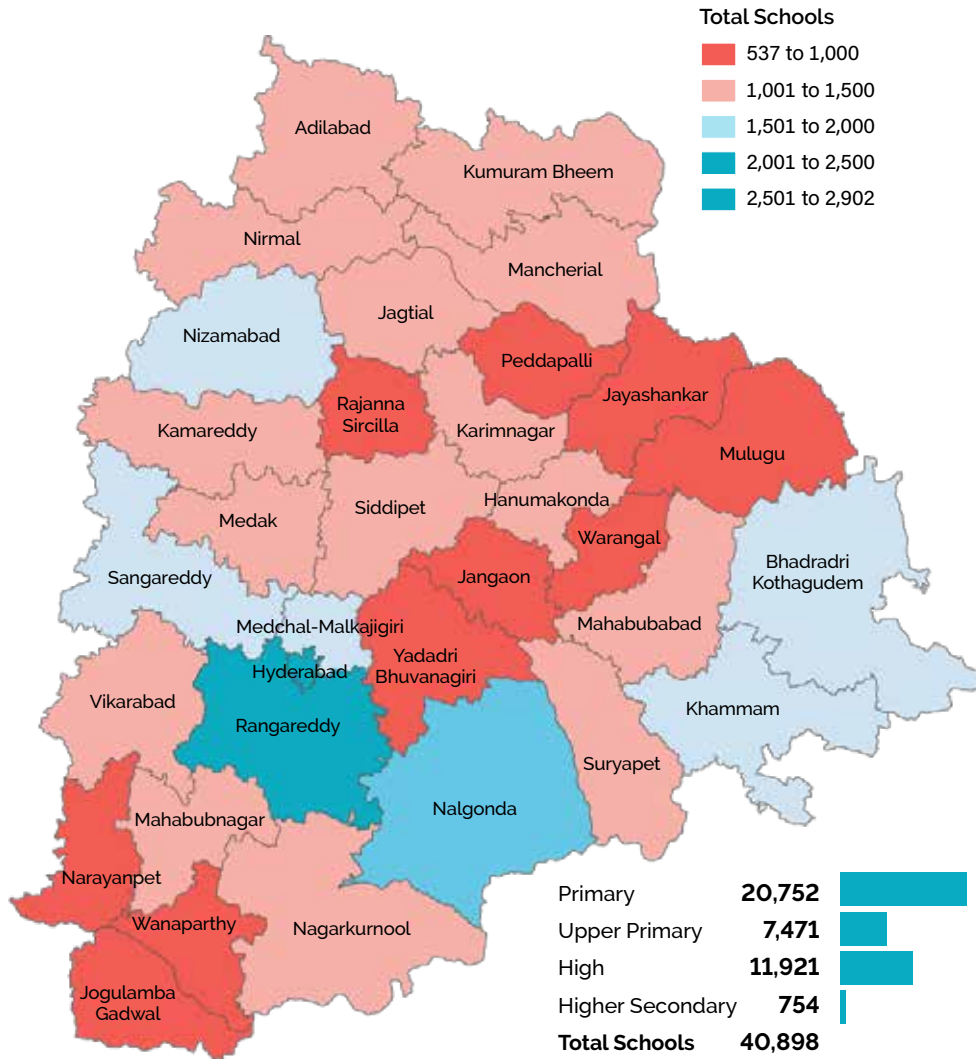 Total Schools
537 to 1,000
1,001 to 1,500
1,501 to 2,000
2,001 to 2,500
2,501 to 2,902
Adilabad
Kumuram Bheem
Nirmal
Mancherial
Jagtial
Nizamabad
Peddapalli
Jayashankar
Rajanna
Sircilla
Kamareddy
Karimnagar
Mulugu
Siddipet
Hanumakonda
Medak
Warangal
Bhadradri
Kothagudem
Sangareddy
Jangaon
Medchal-Malkajigiri
Mahabubabad
Yadadri
Bhuvanagiri
Hyderabad
Vikarabad
Rangareddy
Khammam
Suryapet
Nalgonda
Mahabubnagar
Narayanpet
Wanaparthy
Nagarkurnool
Jogulamba
Gadwal
Primary 20,752
Upper Primary 7,471
High 11,921
Higher Secondary 754
Total Schools 40,898